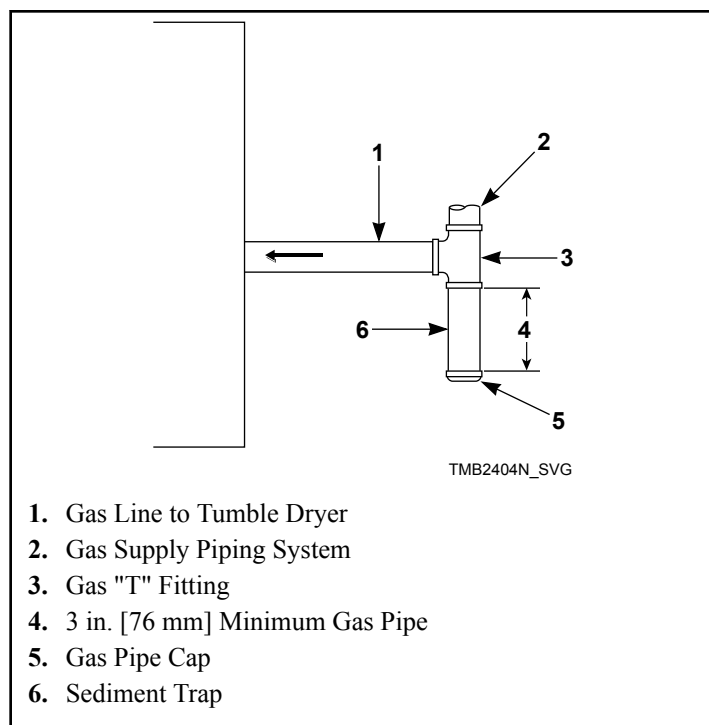 1
2
3
6
4
5
TMB2404N_SVG
1. Gas Line to Tumble Dryer
2. Gas Supply Piping System
3. Gas "T" Fitting
4. 3 in. [76 mm] Minimum Gas Pipe
5. Gas Pipe Cap
6. Sediment Trap